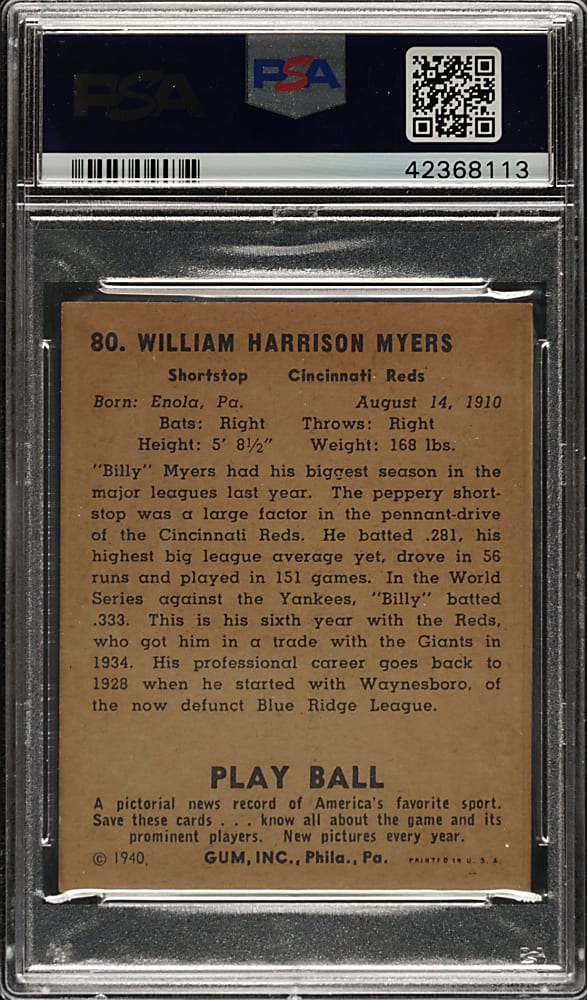 PSA
PSA
42368113
80. WILLIAM HARRISON MYERS
Shortstop Cincinnati Reds
Born: Enola, Pa. August 14, 1910
Bats: Right Throws: Right
Height: 5' 8½" Weight: 168 lbs.
"Billy" Myers had his biggest season in the
major leagues last year. The peppery short-
stop was a large factor in the pennant-drive
of the Cincinnati Reds. He batted .281, his
highest big league average yet, drove in 56
runs and played in 151 games. In the World
Series against the Yankees, "Billy" batted
.333. This is his sixth year with the Reds,
who got him in a trade with the Giants in
1934. His professional career goes back to
1928 when he started with Waynesboro, of
the now defunct Blue Ridge League.
PLAY BALL
A pictorial news record of America's favorite sport.
Save these cards . . . know all about the game and its
prominent players. New pictures every year.
© 1940, GUM, INC., Phila., Pa. PRINTED IN U. S. A.